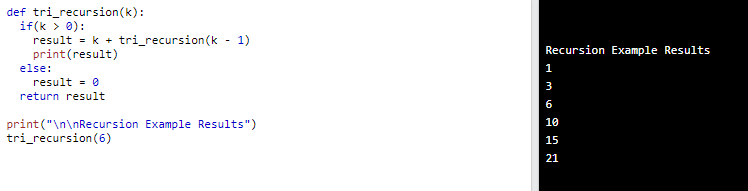 def tri_recursion(k):
  if(k > 0):
    result = k + tri_recursion(k - 1)
    print(result)
  else:
    result = 0
  return result

print("\n\nRecursion Example Results")
tri_recursion(6)

Recursion Example Results
1
3
6
10
15
21